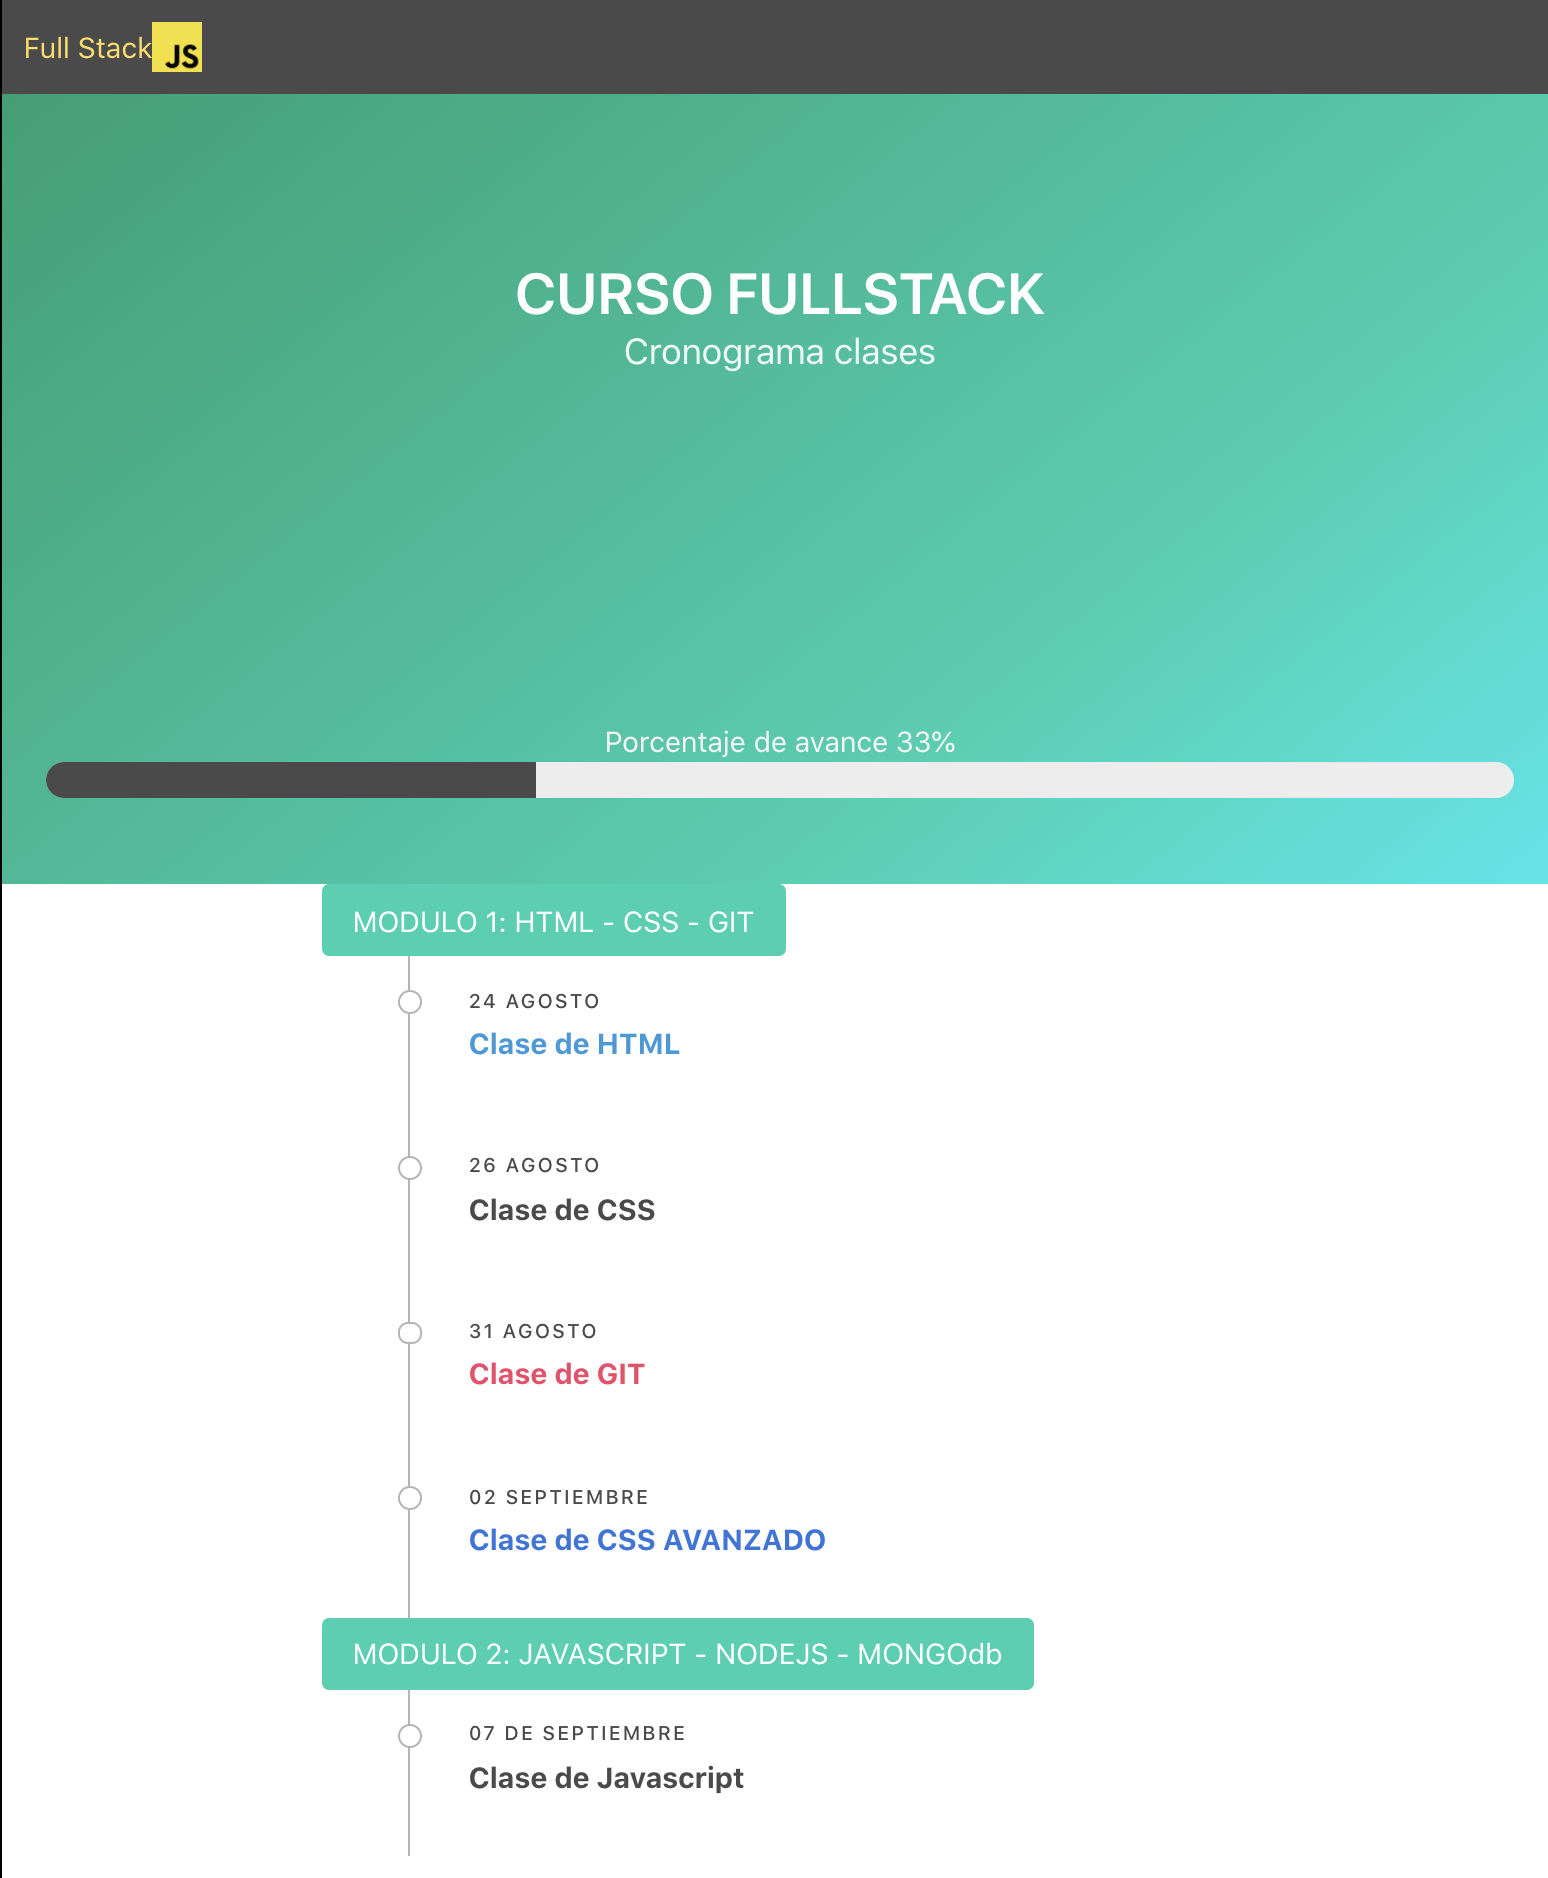 Full Stack JS
CURSO FULLSTACK
Cronograma clases
Porcentaje de avance 33%
MODULO 1: HTML - CSS - GIT
24 AGOSTO
Clase de HTML
26 AGOSTO
Clase de CSS
31 AGOSTO
Clase de GIT
02 SEPTIEMBRE
Clase de CSS AVANZADO
MODULO 2: JAVASCRIPT - NODEJS - MONGOdb
07 DE SEPTIEMBRE
Clase de Javascript